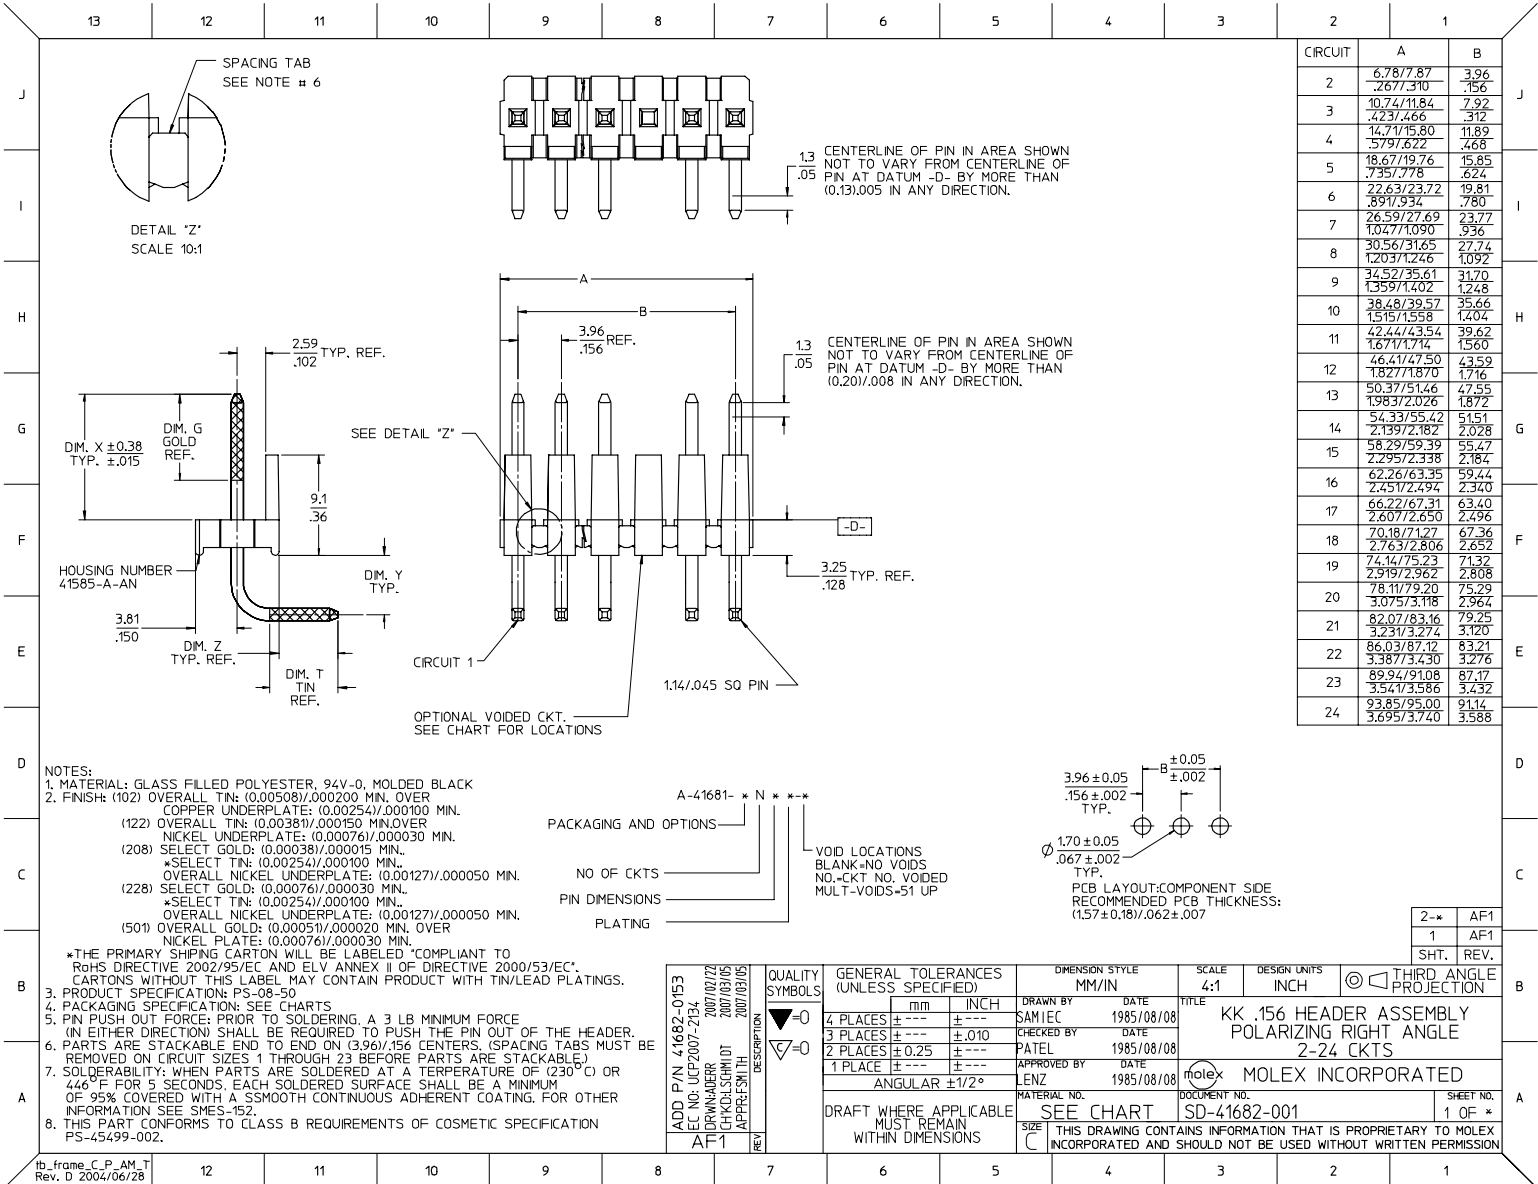 13 12 11 10 9 8 7 6 5 4 3 2 1
J
I
H
G
F
E
D
C
B
A
SPACING TAB
SEE NOTE # 6
DETAIL "Z"
SCALE 10:1
1.3
.05
CENTERLINE OF PIN IN AREA SHOWN
NOT TO VARY FROM CENTERLINE OF
PIN AT DATUM -D- BY MORE THAN
(0.13).005 IN ANY DIRECTION.
A
B
3.96
.156
REF.
1.3
.05
CENTERLINE OF PIN IN AREA SHOWN
NOT TO VARY FROM CENTERLINE OF
PIN AT DATUM -D- BY MORE THAN
(0.20)/.008 IN ANY DIRECTION.
2.59
.102
TYP. REF.
DIM. X ±0.38
TYP. ±.015
DIM. G
GOLD
REF.
9.1
.36
SEE DETAIL "Z"
-D-
HOUSING NUMBER
41585-A-AN
DIM. Y
TYP.
3.25
.128
TYP. REF.
3.81
.150
DIM. Z
TYP. REF.
DIM. T
TIN
REF.
CIRCUIT 1
1.14/.045 SQ PIN
OPTIONAL VOIDED CKT.
SEE CHART FOR LOCATIONS
CIRCUIT A B
2 6.78/7.87 3.96
.267/.310 .156
3 10.74/11.84 7.92
.423/.466 .312
4 14.71/15.80 11.89
.579/.622 .468
5 18.67/19.76 15.85
.735/.778 .624
6 22.63/23.72 19.81
.891/.934 .780
7 26.59/27.69 23.77
1.047/1.090 .936
8 30.56/31.65 27.74
1.203/1.246 1.092
9 34.52/35.61 31.70
1.359/1.402 1.248
10 38.48/39.57 35.66
1.515/1.558 1.404
11 42.44/43.54 39.62
1.671/1.714 1.560
12 46.41/47.50 43.59
1.827/1.870 1.716
13 50.37/51.46 47.55
1.983/2.026 1.872
14 54.33/55.42 51.51
2.139/2.182 2.028
15 58.29/59.39 55.47
2.295/2.338 2.184
16 62.26/63.35 59.44
2.451/2.494 2.340
17 66.22/67.31 63.40
2.607/2.650 2.496
18 70.18/71.27 67.36
2.763/2.806 2.652
19 74.14/75.23 71.32
2.919/2.962 2.808
20 78.11/79.20 75.29
3.075/3.118 2.964
21 82.07/83.16 79.25
3.231/3.274 3.120
22 86.03/87.12 83.21
3.387/3.430 3.276
23 89.94/91.08 87.17
3.541/3.586 3.432
24 93.85/95.00 91.14
3.695/3.740 3.588
NOTES:
1. MATERIAL: GLASS FILLED POLYESTER, 94V-0, MOLDED BLACK
2. FINISH: (102) OVERALL TIN: (0.00508)/.000200 MIN. OVER
COPPER UNDERPLATE: (0.00254)/.000100 MIN.
(122) OVERALL TIN: (0.00381)/.000150 MIN.OVER
NICKEL UNDERPLATE: (0.00076)/.000030 MIN.
(208) SELECT GOLD: (0.00038)/.000015 MIN.,
*SELECT TIN: (0.00254)/.000100 MIN.,
OVERALL NICKEL UNDERPLATE: (0.00127)/.000050 MIN.
(228) SELECT GOLD: (0.00076)/.000030 MIN.,
*SELECT TIN: (0.00254)/.000100 MIN.,
OVERALL NICKEL UNDERPLATE: (0.00127)/.000050 MIN.
(501) OVERALL GOLD: (0.00051)/.000020 MIN. OVER
NICKEL PLATE: (0.00076)/.000030 MIN.
*THE PRIMARY SHIPING CARTON WILL BE LABELED "COMPLIANT TO
RoHS DIRECTIVE 2002/95/EC AND ELV ANNEX II OF DIRECTIVE 2000/53/EC".
CARTONS WITHOUT THIS LABEL MAY CONTAIN PRODUCT WITH TIN/LEAD PLATINGS.
3. PRODUCT SPECIFICATION: PS-08-50
4. PACKAGING SPECIFICATION: SEE CHARTS
5. PIN PUSH OUT FORCE: PRIOR TO SOLDERING, A 3 LB MINIMUM FORCE
(IN EITHER DIRECTION) SHALL BE REQUIRED TO PUSH THE PIN OUT OF THE HEADER.
6. PARTS ARE STACKABLE END TO END ON (3.96)/.156 CENTERS. (SPACING TABS MUST BE
REMOVED ON CIRCUIT SIZES 1 THROUGH 23 BEFORE PARTS ARE STACKABLE.)
7. SOLDERABILITY: WHEN PARTS ARE SOLDERED AT A TERPERATURE OF (230°C) OR
446°F FOR 5 SECONDS, EACH SOLDERED SURFACE SHALL BE A MINIMUM
OF 95% COVERED WITH A SSMOOTH CONTINUOUS ADHERENT COATING. FOR OTHER
INFORMATION SEE SMES-152.
8. THIS PART CONFORMS TO CLASS B REQUIREMENTS OF COSMETIC SPECIFICATION
PS-45499-002.
A-41681- * N * *-*
PACKAGING AND OPTIONS
NO OF CKTS
PIN DIMENSIONS
PLATING
VOID LOCATIONS
BLANK=NO VOIDS
NO.=CKT NO. VOIDED
MULT-VOIDS=51 UP
3.96 ±0.05
.156 ±.002
TYP.
B ±0.05
±.002
Ø 1.70 ±0.05
.067 ±.002
TYP.
PCB LAYOUT:COMPONENT SIDE
RECOMMENDED PCB THICKNESS:
(1.57±0.18)/.062±.007
2-* AF1
1 AF1
SHT. REV.
ADD P/N 41682-0153
EC NO: UCP2007-2134
DRWN:ADERR 2007/02/22
CH'KD:LSCHMIDT 2007/03/05
APPR:FSMITH 2007/03/05
AF1
REV DESCRIPTION
QUALITY
SYMBOLS
=0
C =0
GENERAL TOLERANCES
(UNLESS SPECIFIED)
mm INCH
4 PLACES ± --- ± ---
3 PLACES ± --- ± .010
2 PLACES ± 0.25 ± ---
1 PLACE ± --- ± ---
ANGULAR ±1/2°
DRAFT WHERE APPLICABLE
MUST REMAIN
WITHIN DIMENSIONS
DIMENSION STYLE
MM/IN
SCALE
4:1
DESIGN UNITS
INCH
THIRD ANGLE
PROJECTION
DRAWN BY DATE
SAMIEC 1985/08/08
CHECKED BY DATE
PATEL 1985/08/08
APPROVED BY DATE
LENZ 1985/08/08
TITLE
KK .156 HEADER ASSEMBLY
POLARIZING RIGHT ANGLE
2-24 CKTS
molex MOLEX INCORPORATED
MATERIAL NO.
SEE CHART
DOCUMENT NO.
SD-41682-001
SHEET NO.
1 OF *
SIZE
C
THIS DRAWING CONTAINS INFORMATION THAT IS PROPRIETARY TO MOLEX
INCORPORATED AND SHOULD NOT BE USED WITHOUT WRITTEN PERMISSION
tb_frame_C_P_AM_T
Rev. D 2004/06/28
12 11 10 9 8 7 6 5 4 3 2 1
J
I
H
G
F
E
D
C
B
A